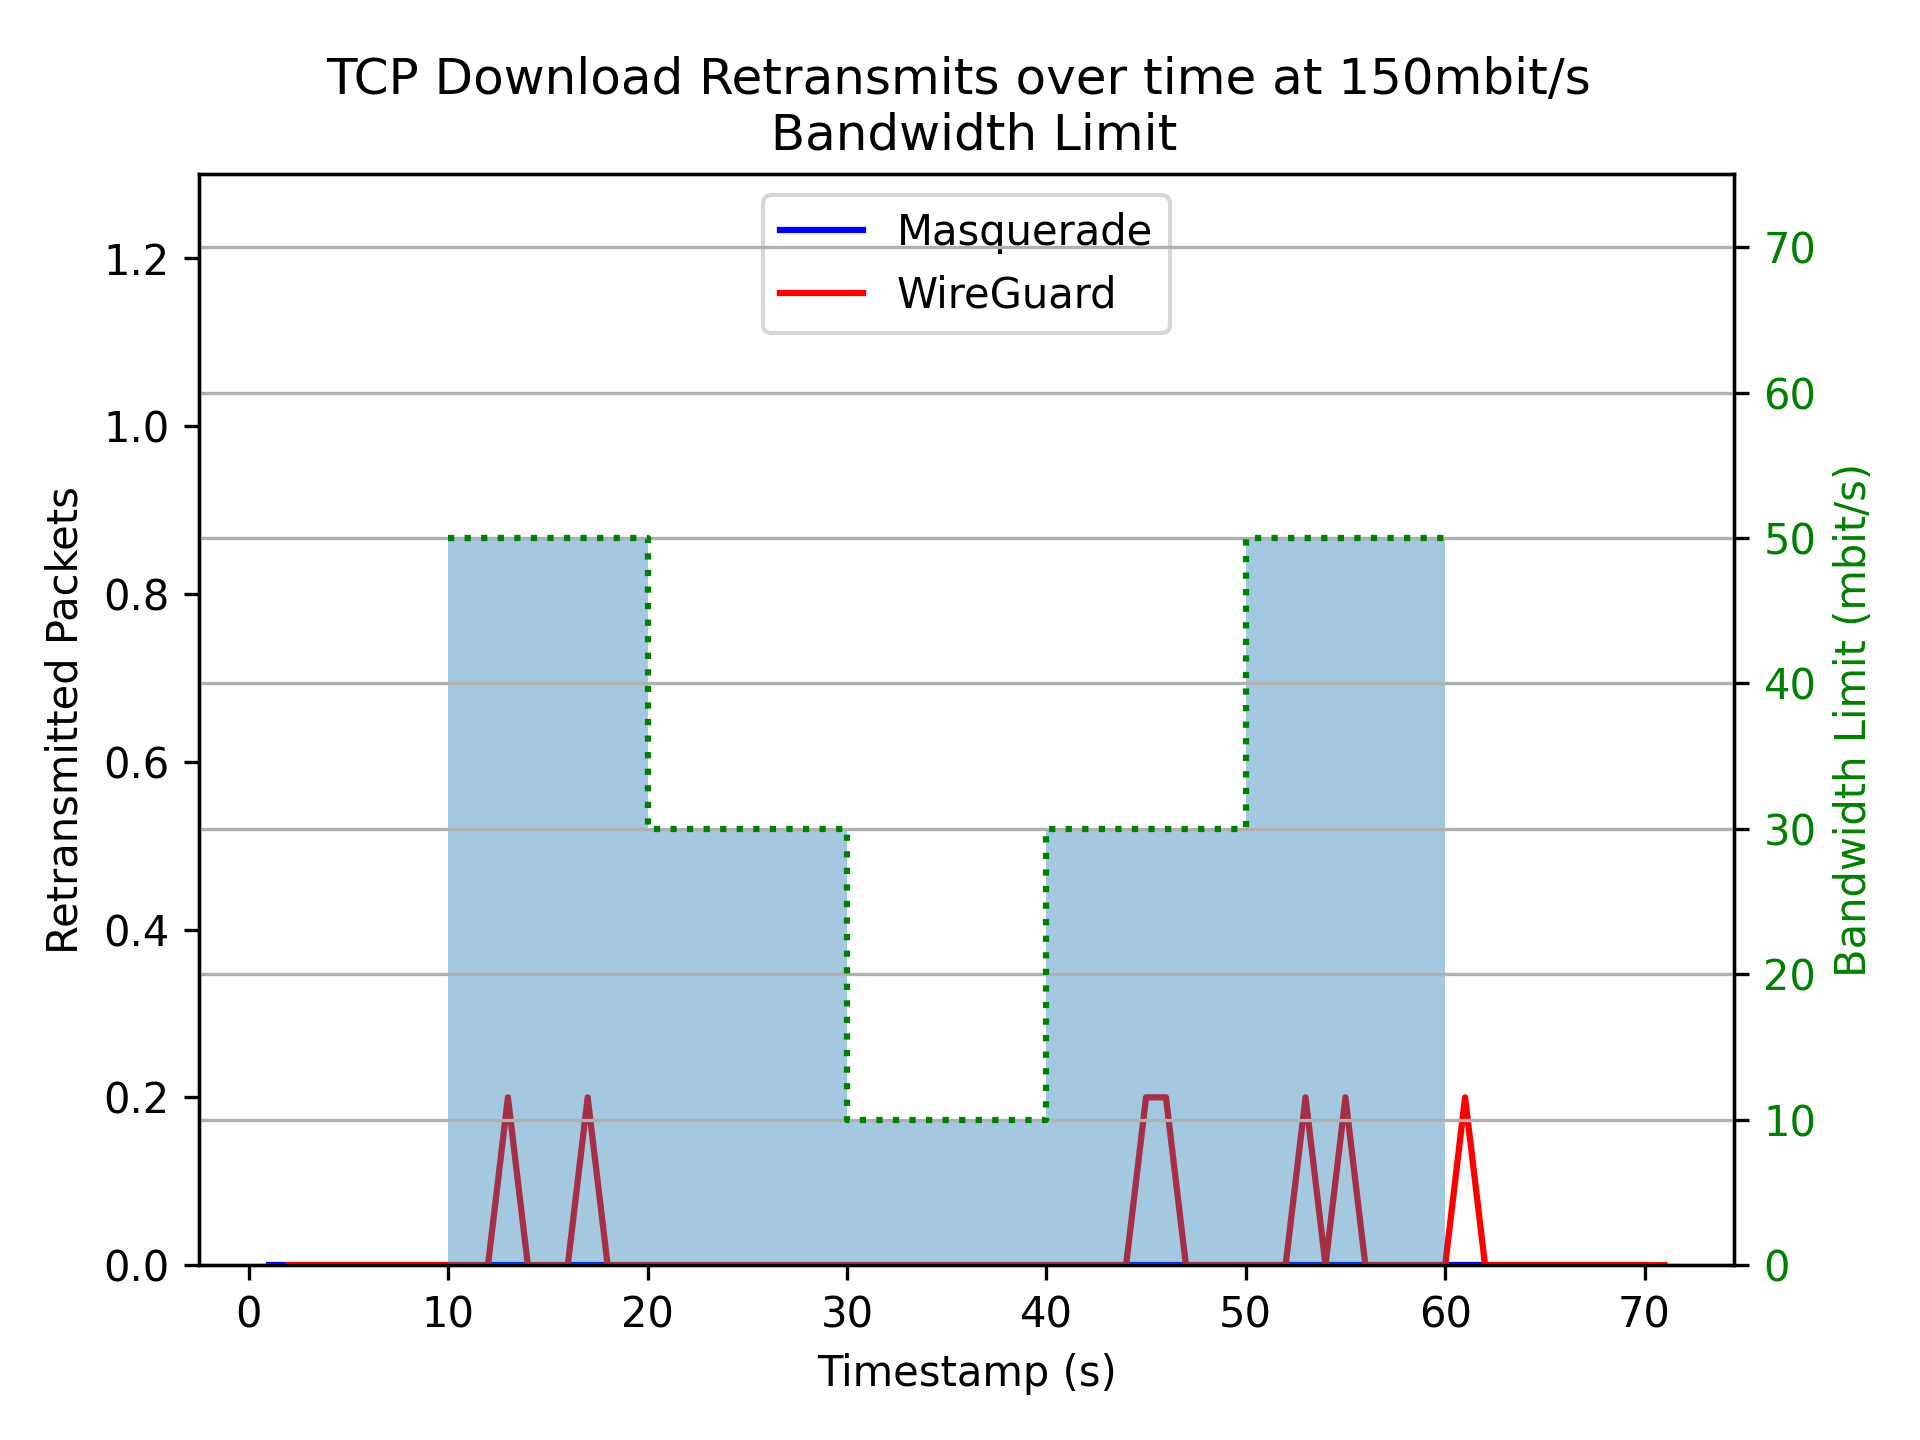 TCP Download Retransmits over time at 150mbit/s
Bandwidth Limit
Masquerade
WireGuard
Retransmitted Packets
1.2
1.0
0.8
0.6
0.4
0.2
0.0
70
60
50
40
30
20
10
0
Bandwidth Limit (mbit/s)
0 10 20 30 40 50 60 70
Timestamp (s)